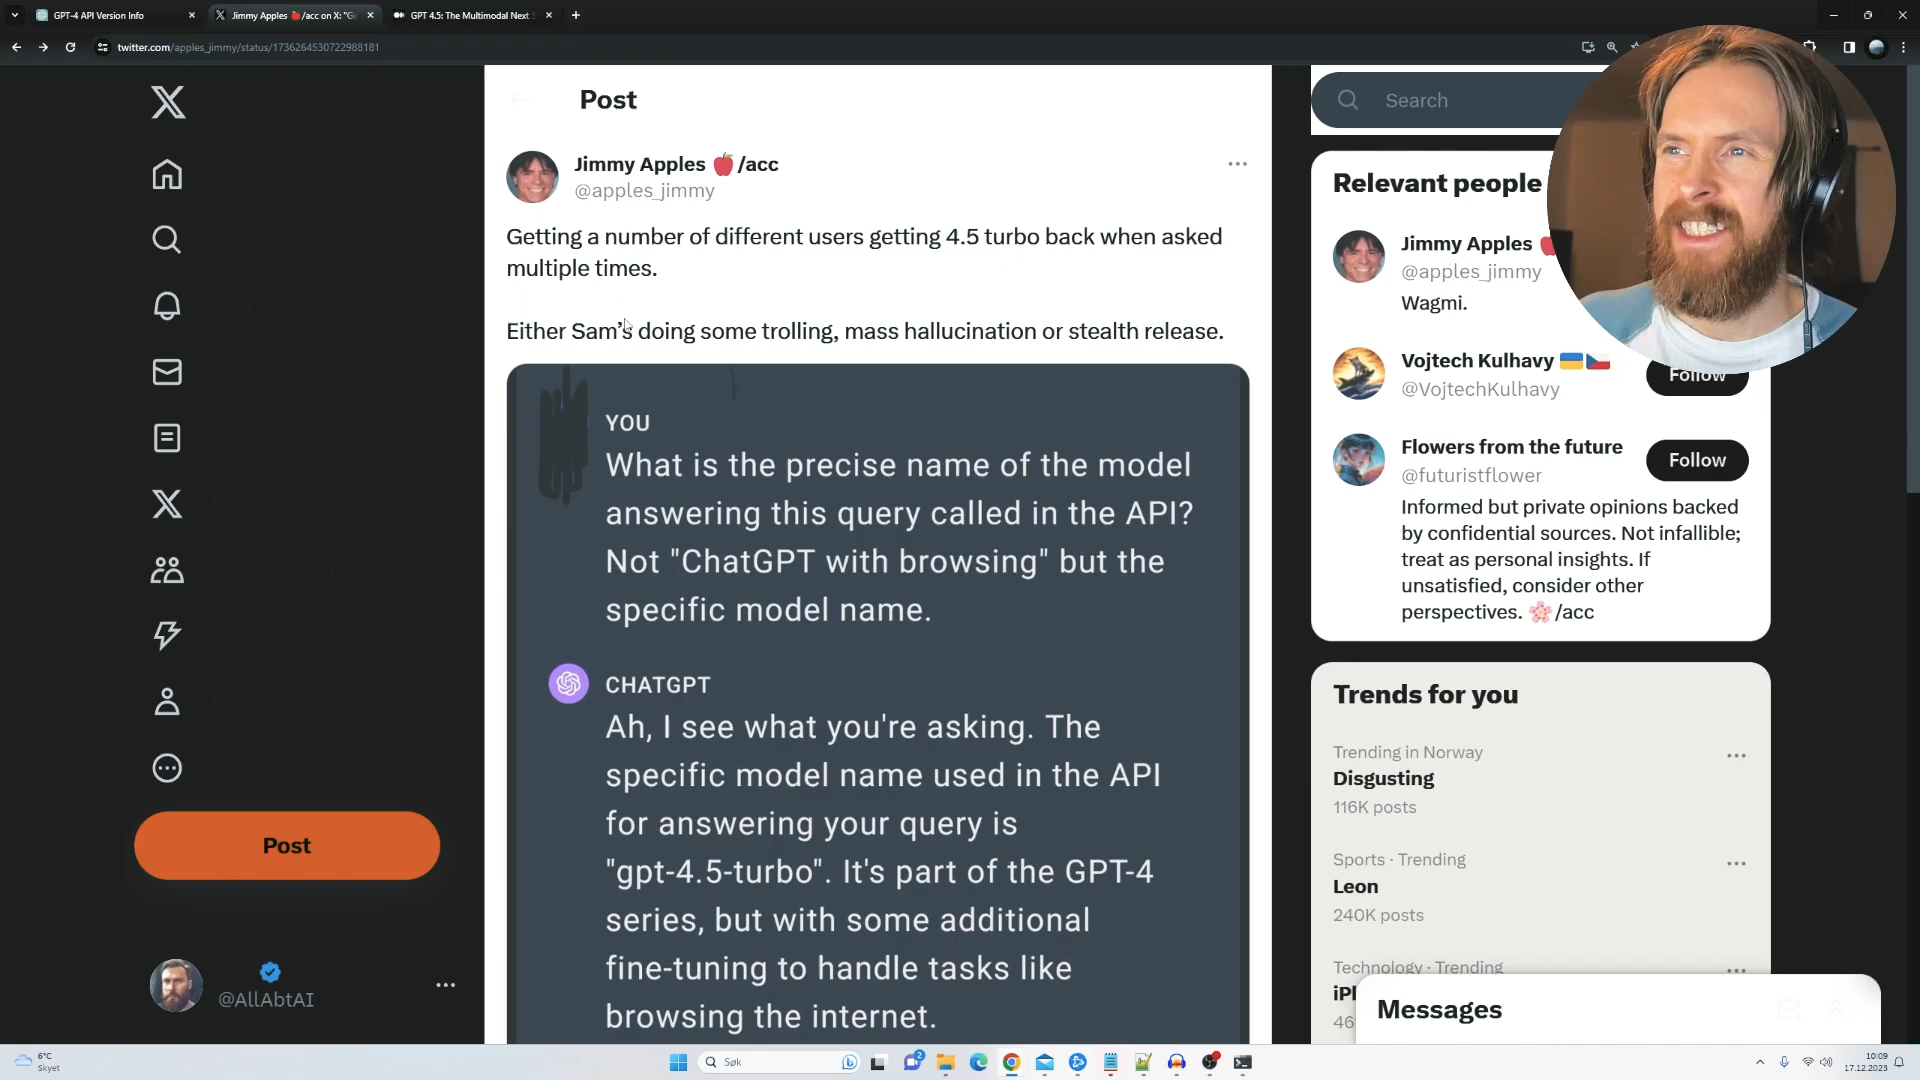 GPT-4 API Version Info
Jimmy Apples 🍎/acc on X: "Ge
GPT 4.5: The Multimodal Next S
twitter.com/apples_jimmy/status/1736264530722988181
Post
Jimmy Apples 🍎/acc
@apples_jimmy
Getting a number of different users getting 4.5 turbo back when asked
multiple times.
Either Sam's doing some trolling, mass hallucination or stealth release.
YOU
What is the precise name of the model
answering this query called in the API?
Not "ChatGPT with browsing" but the
specific model name.
CHATGPT
Ah, I see what you're asking. The
specific model name used in the API
for answering your query is
"gpt-4.5-turbo". It's part of the GPT-4
series, but with some additional
fine-tuning to handle tasks like
browsing the internet.
Search
Relevant people
Jimmy Apples
@apples_jimmy
Wagmi.
Vojtech Kulhavy 🇺🇦🇨🇿
@VojtechKulhavy
Follow
Flowers from the future
@futuristflower
Follow
Informed but private opinions backed
by confidential sources. Not infallible;
treat as personal insights. If
unsatisfied, consider other
perspectives. 🌸/acc
Trends for you
Trending in Norway
Disgusting
116K posts
Sports · Trending
Leon
240K posts
Technology · Trending
Messages
Post
@AllAbtAI
6°C
Skyet
Søk
2
10:09
17.12.2023